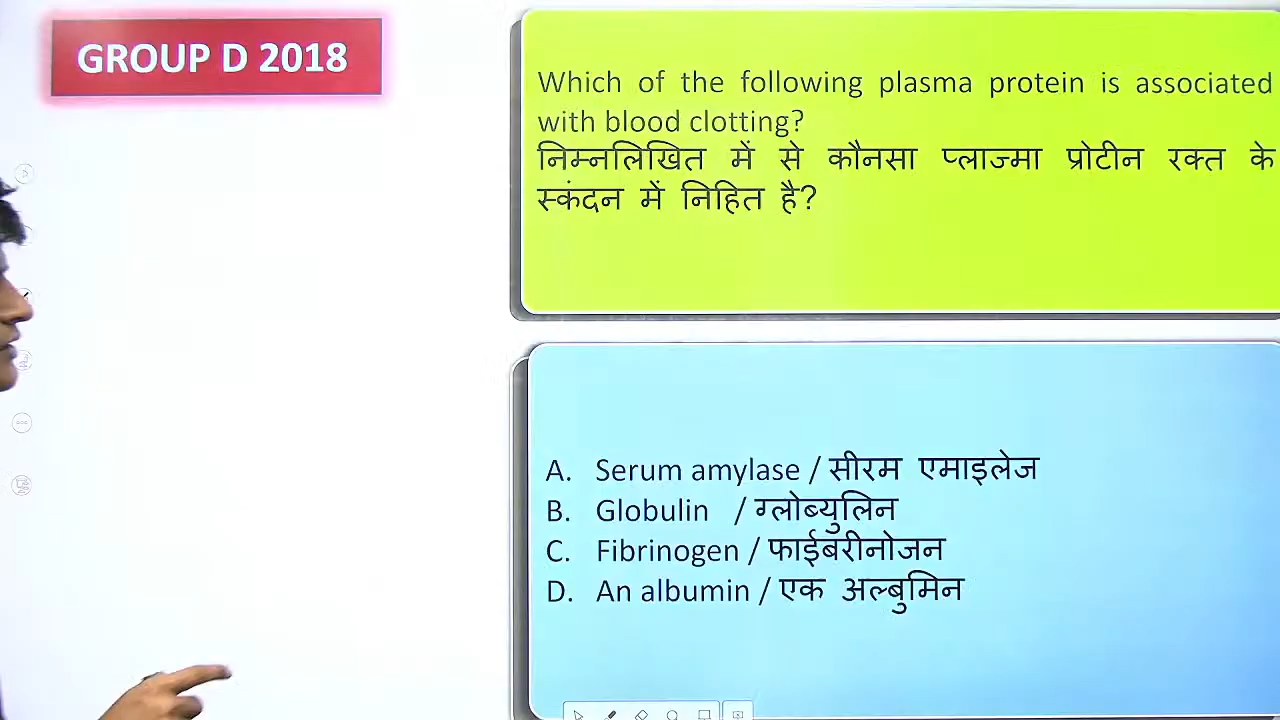 GROUP D 2018
Which of the following plasma protein is associated
with blood clotting?
निम्नलिखित में से कौनसा प्लाज्मा प्रोटीन रक्त के
स्कंदन में निहित है?
A. Serum amylase / सीरम एमाइलेज
B. Globulin / ग्लोब्युलिन
C. Fibrinogen / फाईबरीनोजन
D. An albumin / एक अल्बुमिन